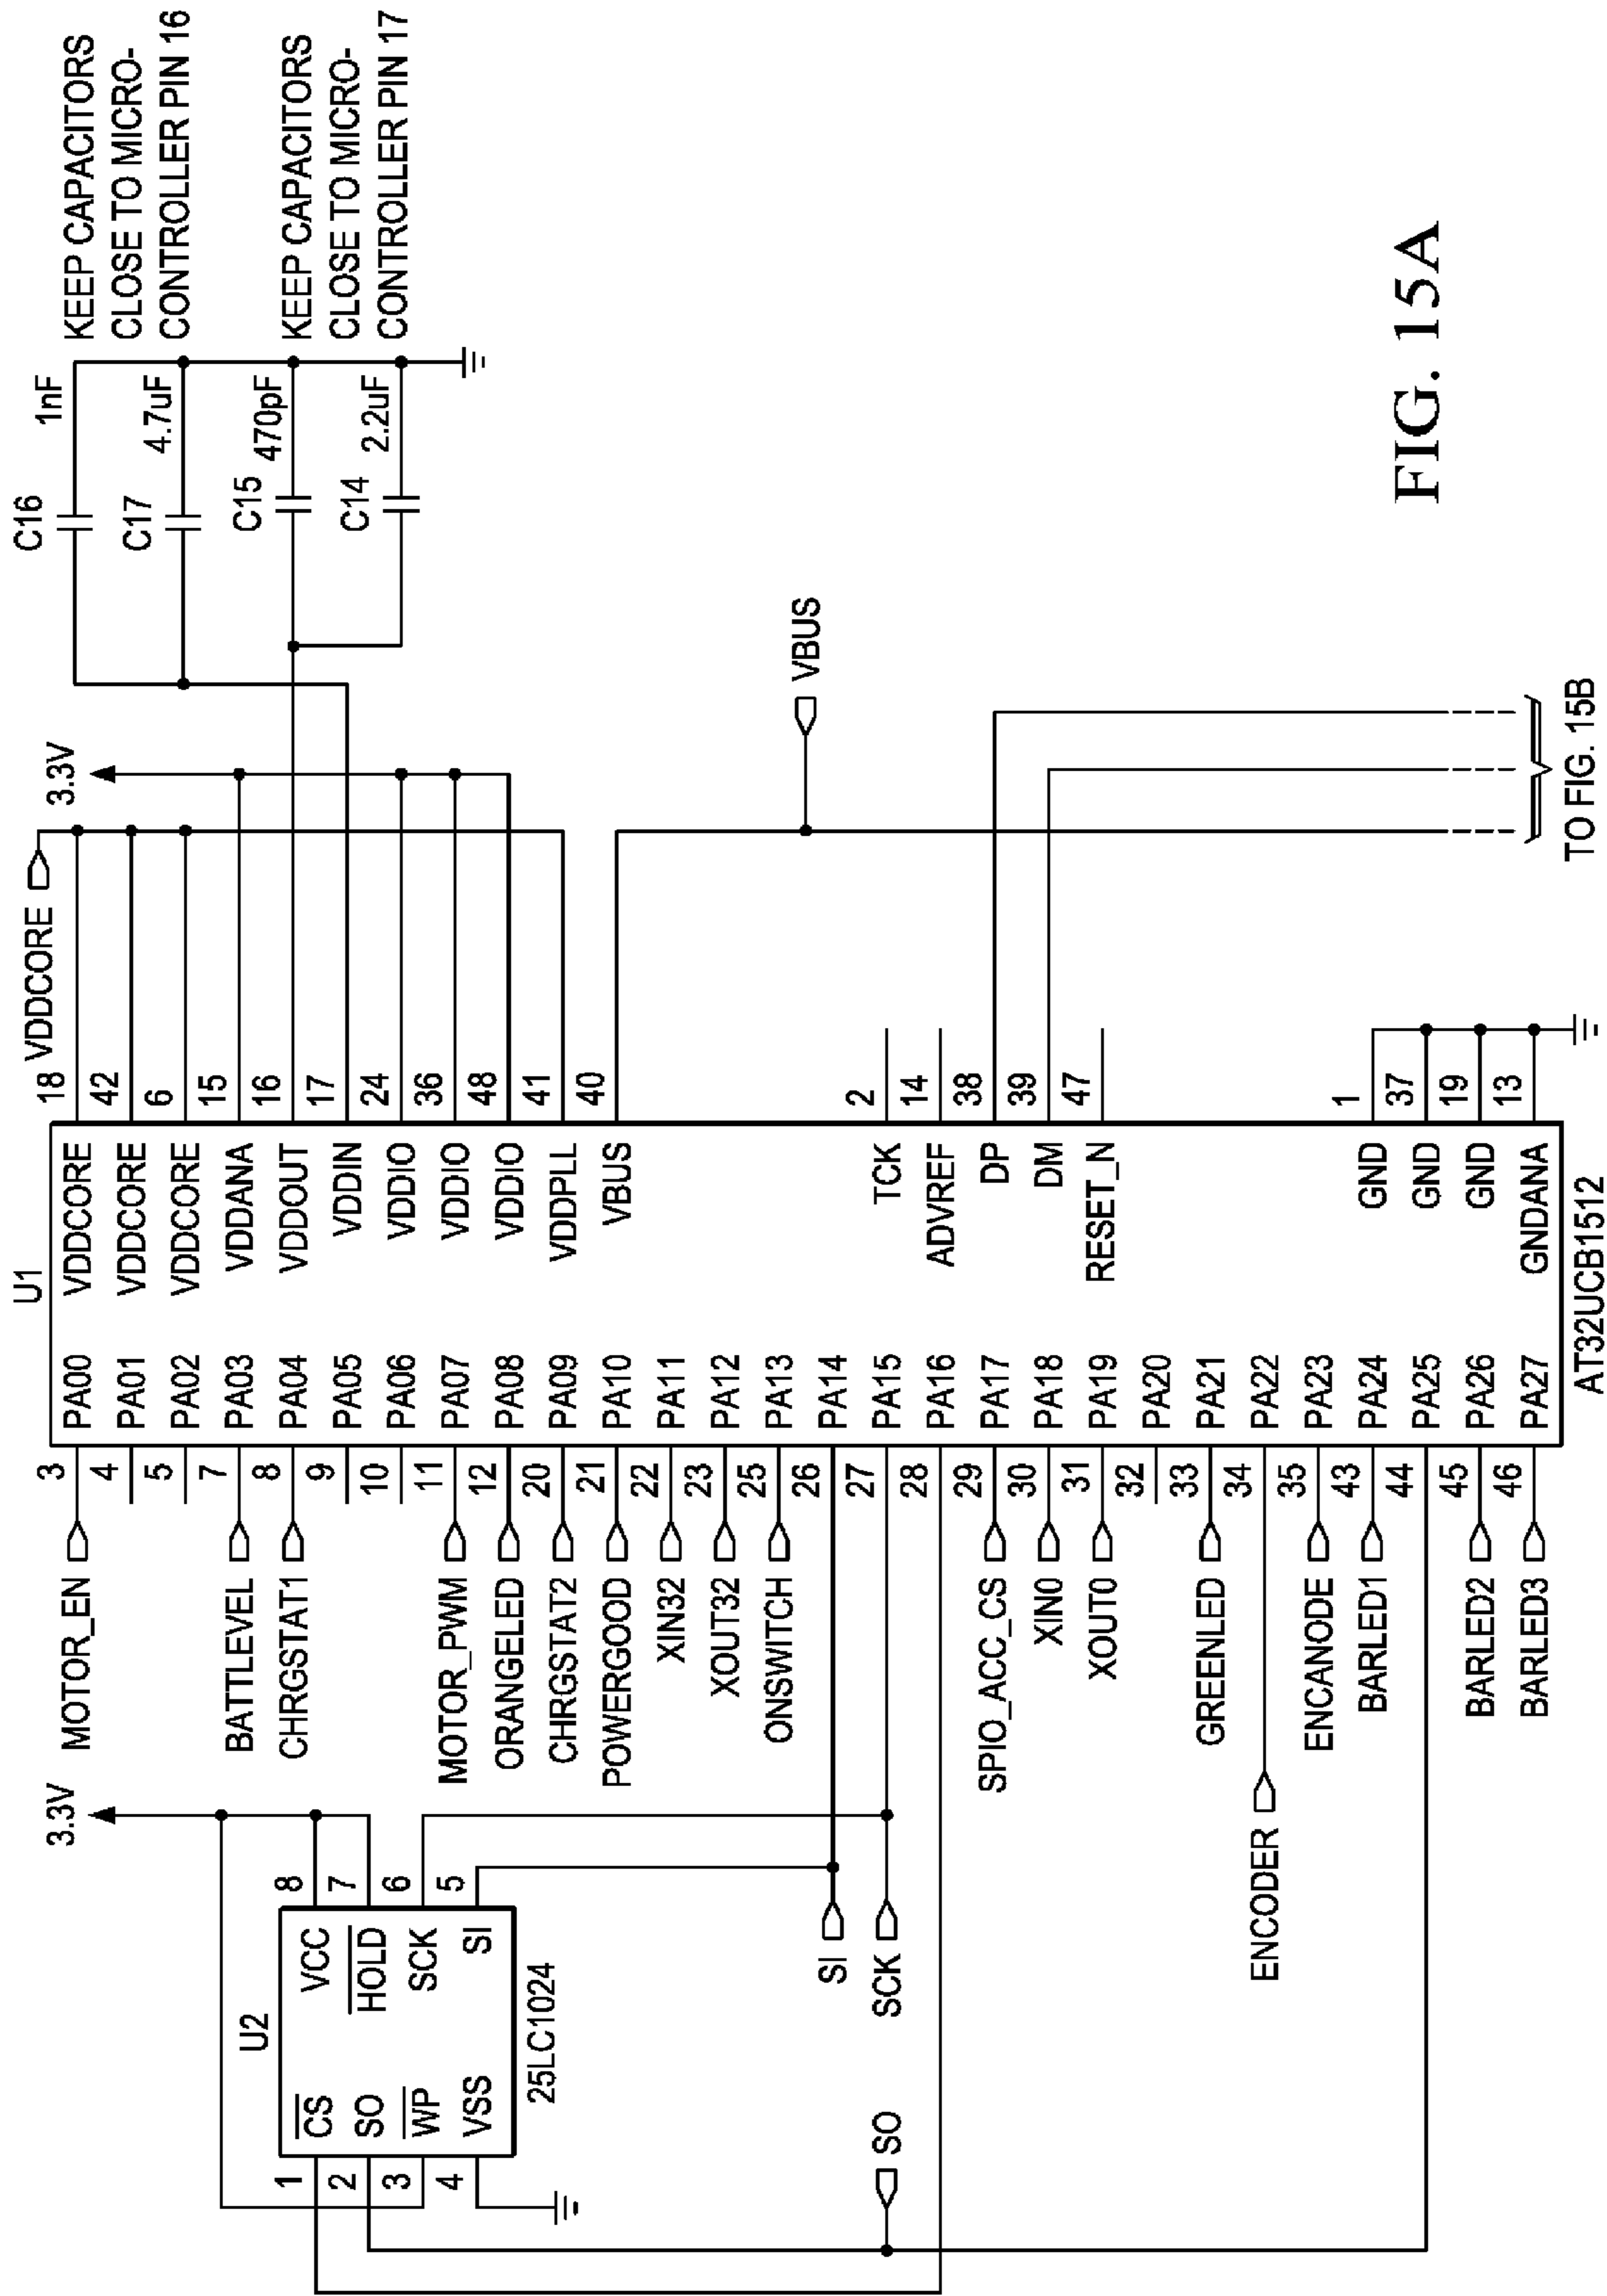 3.3V
U2
1
2
3
4
CS
SO
WP
VSS
VCC
HOLD
SCK
SI
8
7
6
5
25LC1024
SO
SI
SCK
ENCODER
MOTOR_EN
BATTLEVEL
CHRGSTAT1
MOTOR_PWM
ORANGELED
CHRGSTAT2
POWERGOOD
XIN32
XOUT32
ONSWITCH
SPIO_ACC_CS
XIN0
XOUT0
GREENLED
ENCANODE
BARLED1
BARLED2
BARLED3
U1
3 PA00
4 PA01
5 PA02
7 PA03
8 PA04
9 PA05
10 PA06
11 PA07
12 PA08
20 PA09
21 PA10
22 PA11
23 PA12
25 PA13
26 PA14
27 PA15
28 PA16
29 PA17
30 PA18
31 PA19
32 PA20
33 PA21
34 PA22
35 PA23
43 PA24
44 PA25
45 PA26
46 PA27
VDDCORE 18
VDDCORE 42
VDDCORE 6
VDDANA 15
VDDOUT 16
VDDIN 17
VDDIO 24
VDDIO 36
VDDIO 48
VDDPLL 41
VBUS 40
TCK 2
ADVREF 14
DP 38
DM 39
RESET_N 47
GND 1
GND 37
GND 19
GNDANA 13
AT32UCB1512
VDDCORE
3.3V
VBUS
TO FIG. 15B
C16 1nF
C17 4.7uF
C15 470pF
C14 2.2uF
KEEP CAPACITORS
CLOSE TO MICRO-
CONTROLLER PIN 16
KEEP CAPACITORS
CLOSE TO MICRO-
CONTROLLER PIN 17
FIG. 15A